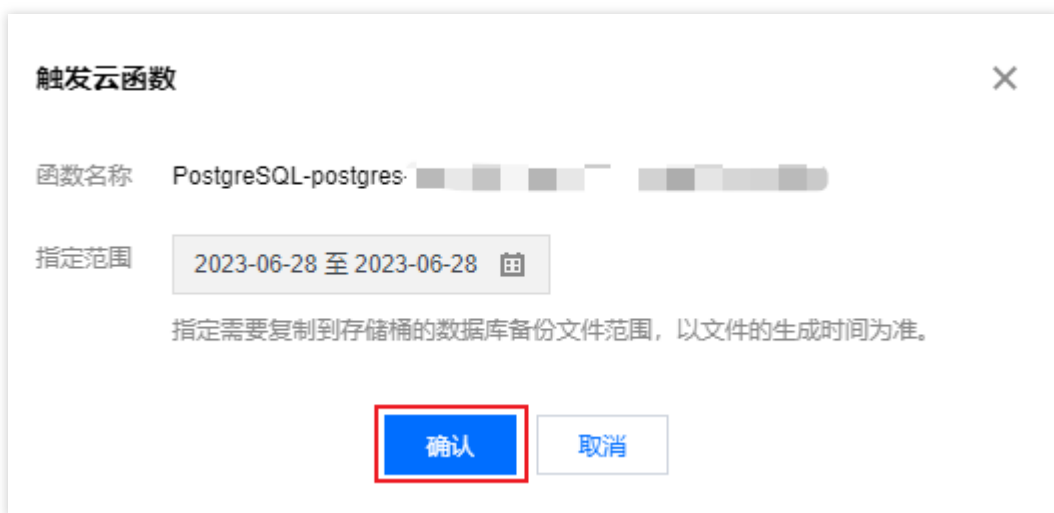 触发云函数
函数名称 PostgreSQL-postgres-
指定范围 2023-06-28 至 2023-06-28
指定需要复制到存储桶的数据库备份文件范围，以文件的生成时间为准。
确认 取消